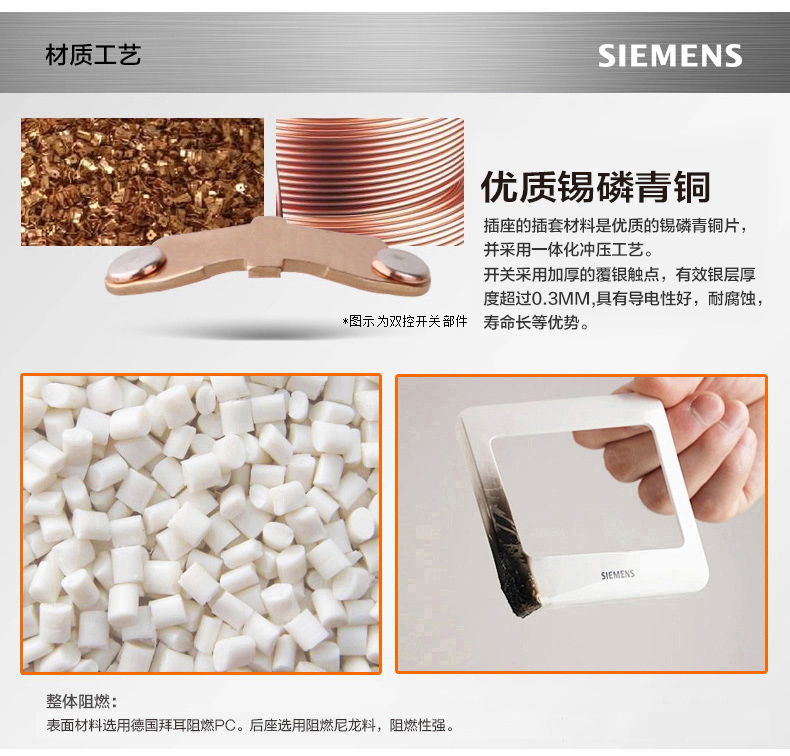 材质工艺
SIEMENS
优质锡磷青铜
插座的插套材料是优质的锡磷青铜片，
并采用一体化冲压工艺。
开关采用加厚的覆银触点，有效银层厚
度超过0.3MM,具有导电性好，耐腐蚀，
寿命长等优势。
*图示为双控开关部件
SIEMENS
整体阻燃：
表面材料选用德国拜耳阻燃PC。后座选用阻燃尼龙料，阻燃性强。